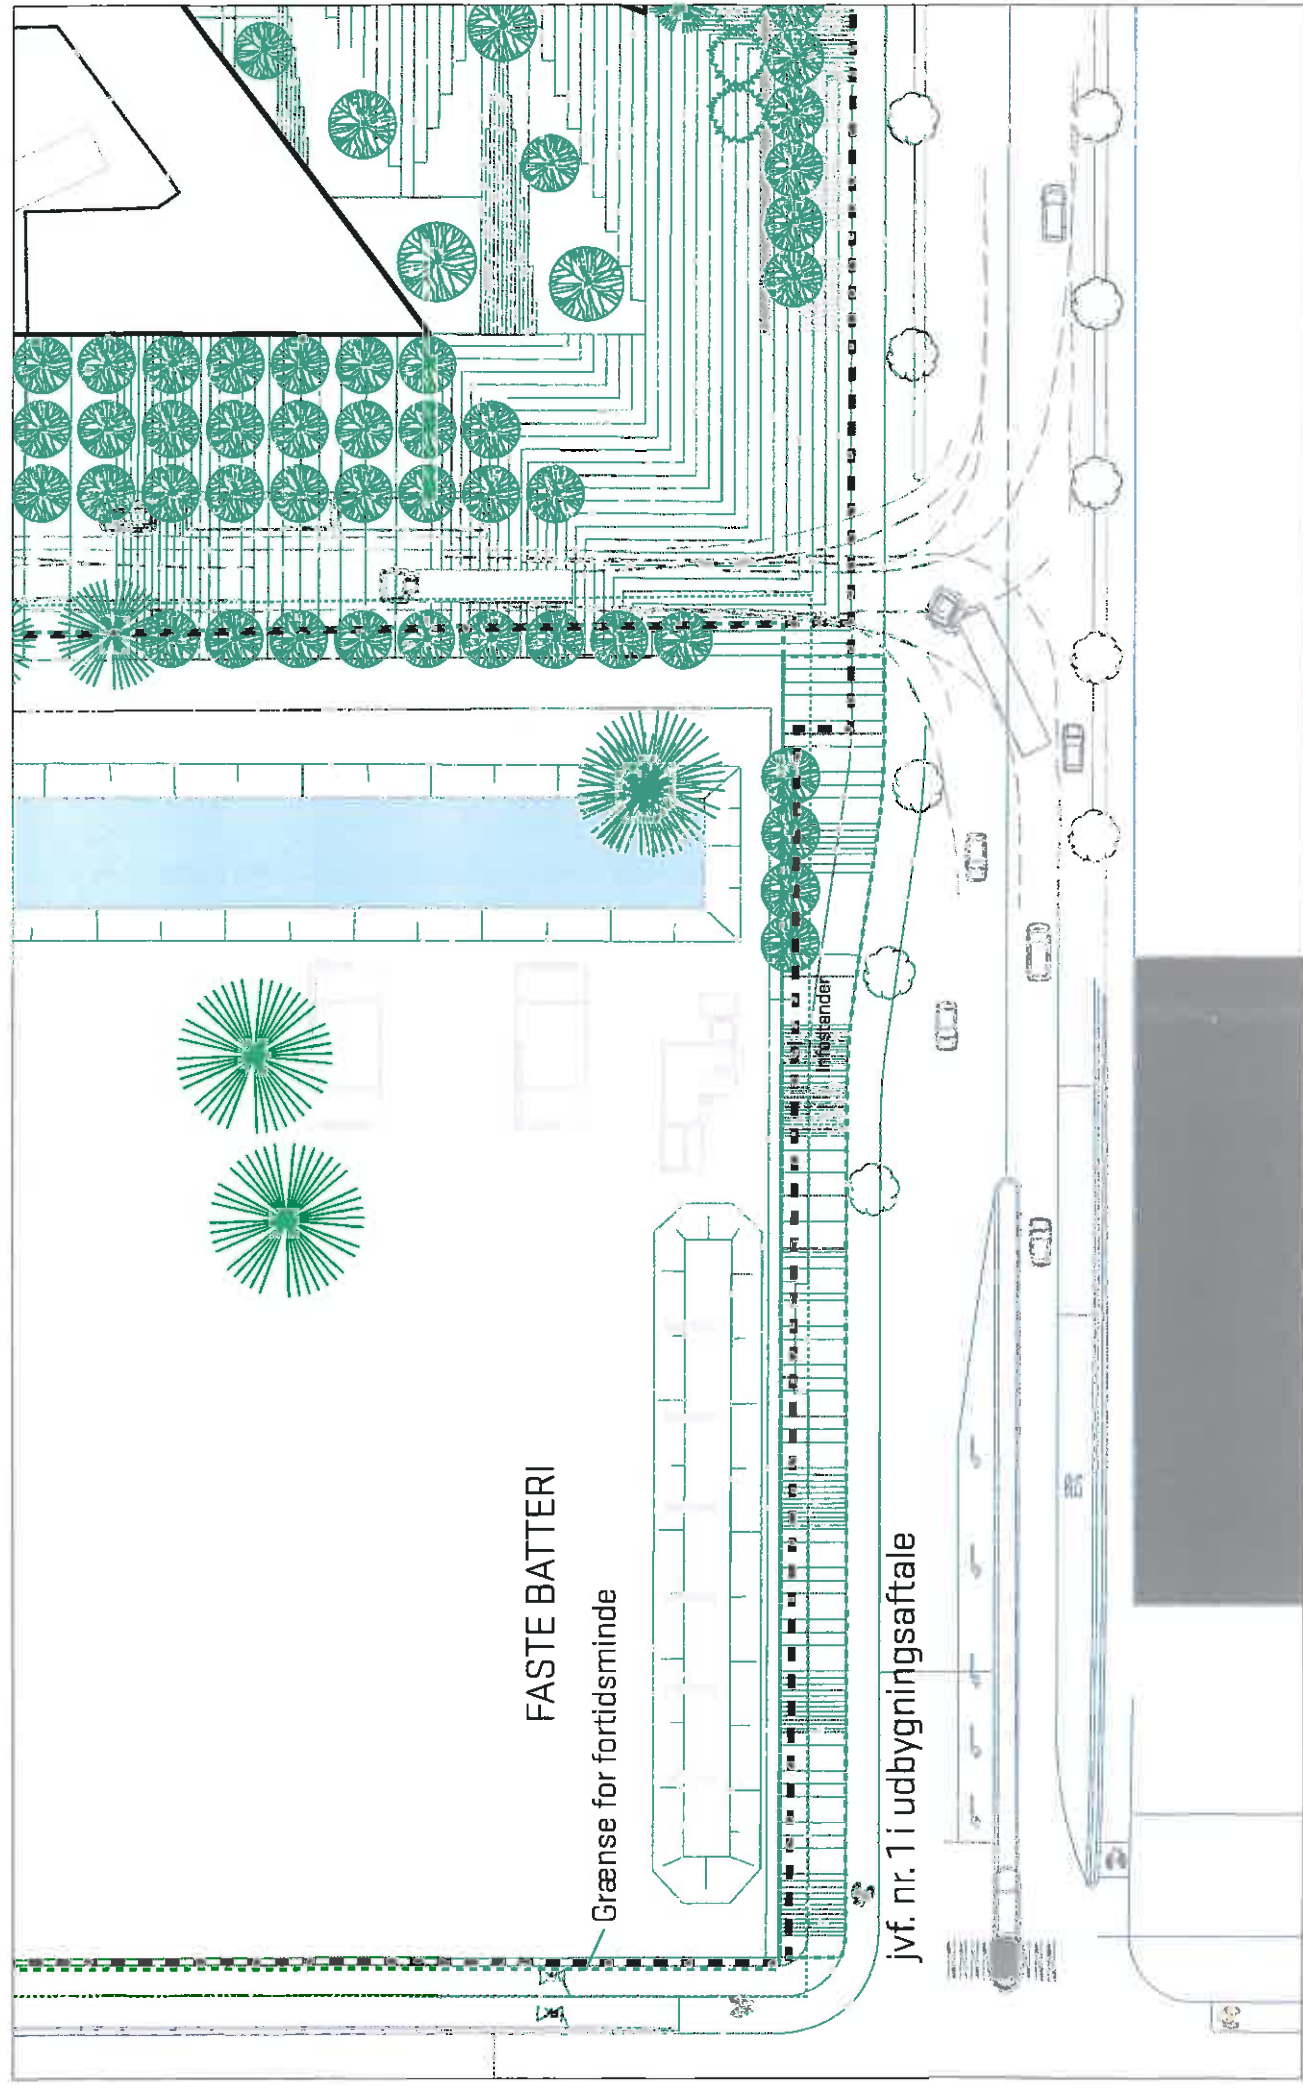 FASTE BATTERI
Grænse for fortidsminde
Infostander
jvf. nr. 1 i udbygningsaftale